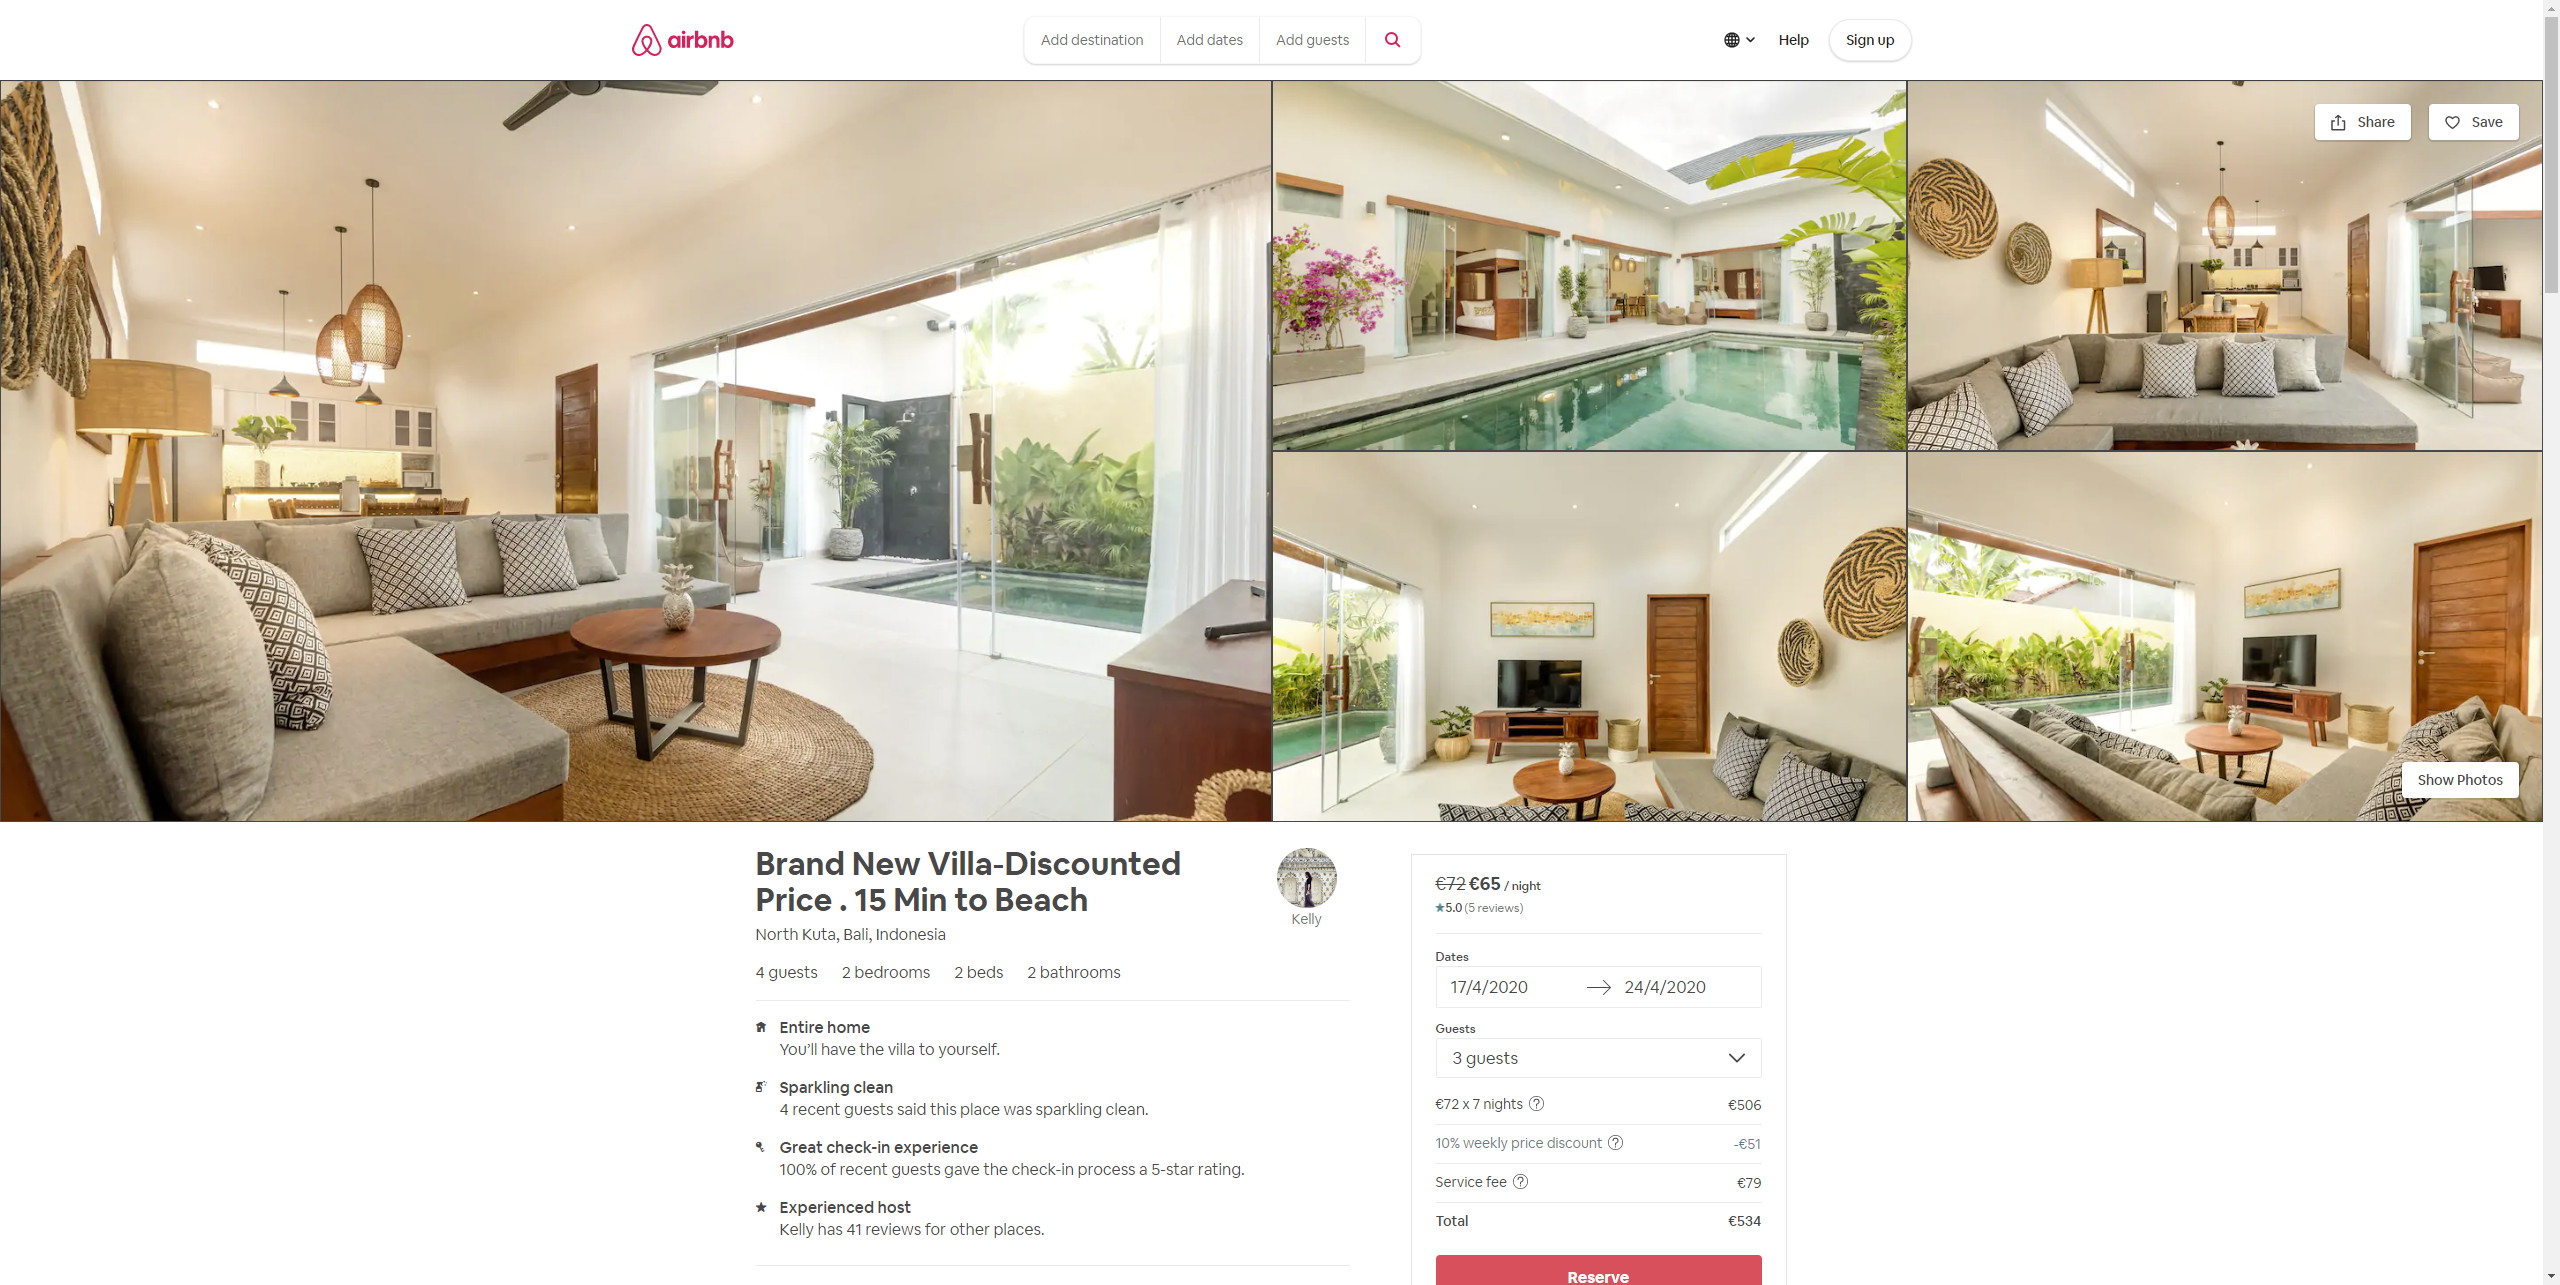 airbnb
Add destination
Add dates
Add guests
Help
Sign up
Share
Save
Show Photos
Brand New Villa-Discounted
Price . 15 Min to Beach
Kelly
North Kuta, Bali, Indonesia
4 guests 2 bedrooms 2 beds 2 bathrooms
Entire home
You'll have the villa to yourself.
Sparkling clean
4 recent guests said this place was sparkling clean.
Great check-in experience
100% of recent guests gave the check-in process a 5-star rating.
Experienced host
Kelly has 41 reviews for other places.
€72 €65 / night
★5.0 (5 reviews)
Dates
17/4/2020 → 24/4/2020
Guests
3 guests
€72 x 7 nights ? €506
10% weekly price discount ? -€51
Service fee ? €79
Total €534
Reserve